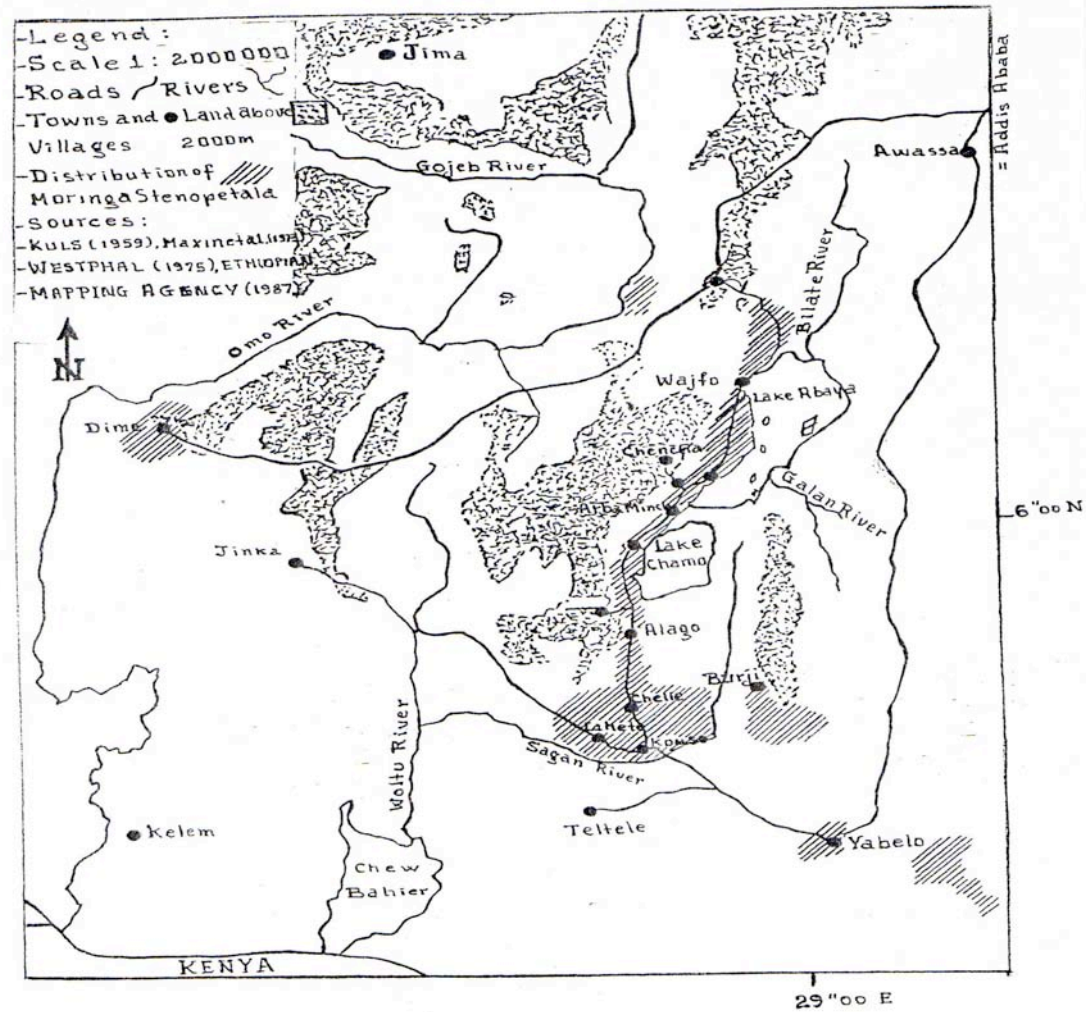 -Legend:
-Scale 1: 2000000
-Roads Rivers
-Towns and Land above
Villages 2000m
-Distribution of
Moringa Stenopetala
-Sources:
-KULS (1959), Maxinetal,
-WESTPHAL (1975), ETHIOPIAN
-MAPPING AGENCY (1987)
Jima
Gojeb River
Awassa
= Addis Ababa
Bilate River
Omo River
N
Wajfo
Lake Abaya
Dime
Chencha
Galan River
Arba Minch
6"00 N
Jinka
Lake
Chamo
Alago
Burji
Chelie
Konso
Woltu River
Sagan River
Teltele
Kelem
Yabelo
Chew
Bahier
KENYA
29"00 E